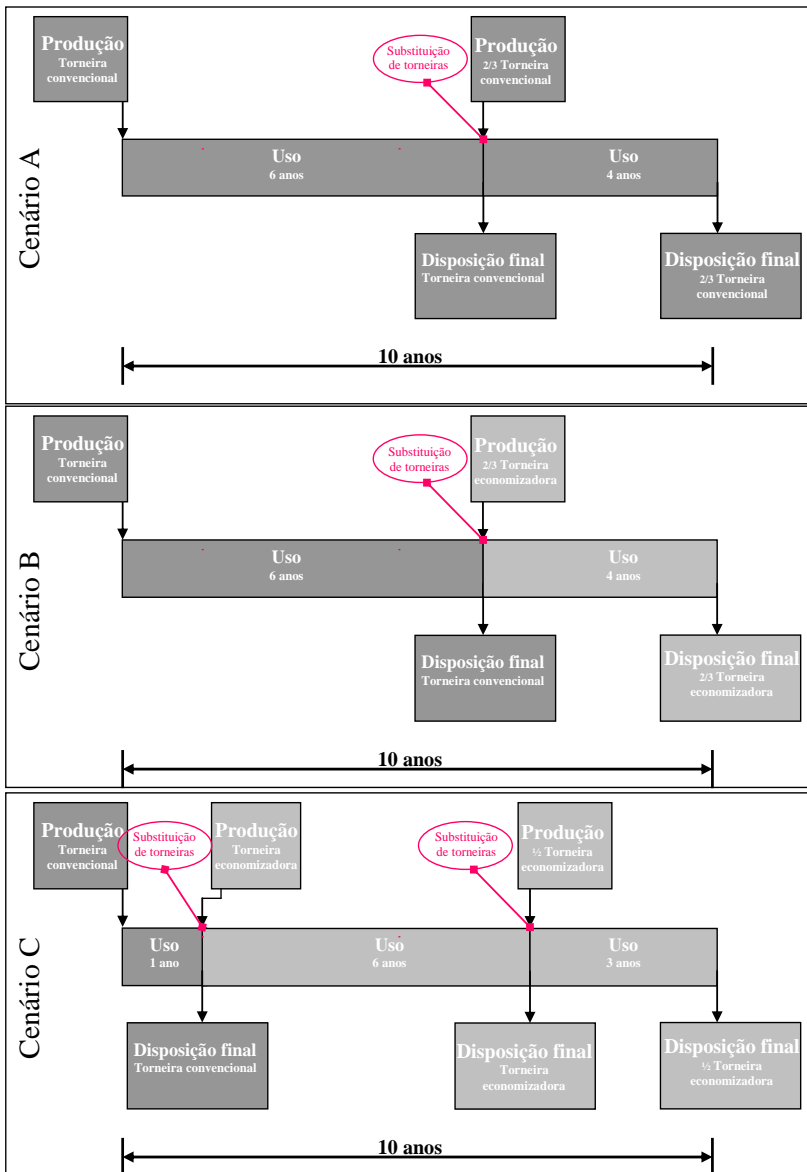 Cenário A
Produção
Torneira
convencional
Substituição
de torneiras
Produção
2/3 Torneira
convencional
Uso
6 anos
Uso
4 anos
Disposição final
Torneira convencional
Disposição final
2/3 Torneira
convencional
10 anos
Cenário B
Produção
Torneira
convencional
Substituição
de torneiras
Produção
2/3 Torneira
economizadora
Uso
6 anos
Uso
4 anos
Disposição final
Torneira convencional
Disposição final
2/3 Torneira
economizadora
10 anos
Cenário C
Produção
Torneira
convencional
Substituição
de torneiras
Produção
Torneira
economizadora
Substituição
de torneiras
Produção
½ Torneira
economizadora
Uso
1 ano
Uso
6 anos
Uso
3 anos
Disposição final
Torneira convencional
Disposição final
Torneira
economizadora
Disposição final
½ Torneira
economizadora
10 anos